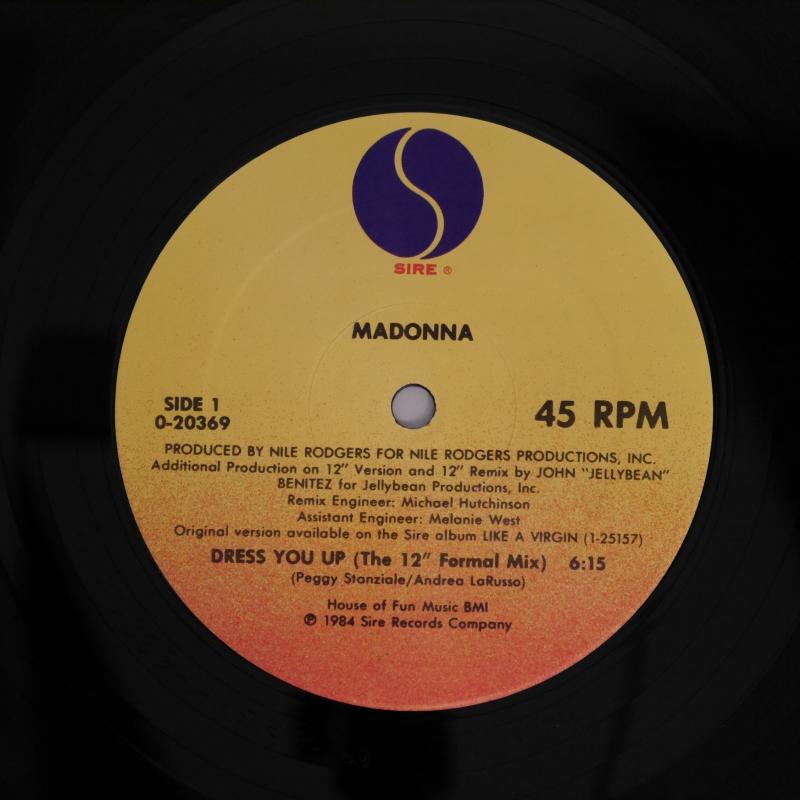 SIRE ®
MADONNA
SIDE 1
0-20369
45 RPM
PRODUCED BY NILE RODGERS FOR NILE RODGERS PRODUCTIONS, INC.
Additional Production on 12" Version and 12" Remix by JOHN "JELLYBEAN"
BENITEZ for Jellybean Productions, Inc.
Remix Engineer: Michael Hutchinson
Assistant Engineer: Melanie West
Original version available on the Sire album LIKE A VIRGIN (1-25157)
DRESS YOU UP (The 12" Formal Mix) 6:15
(Peggy Stanziale/Andrea LaRusso)
House of Fun Music BMI
℗ 1984 Sire Records Company